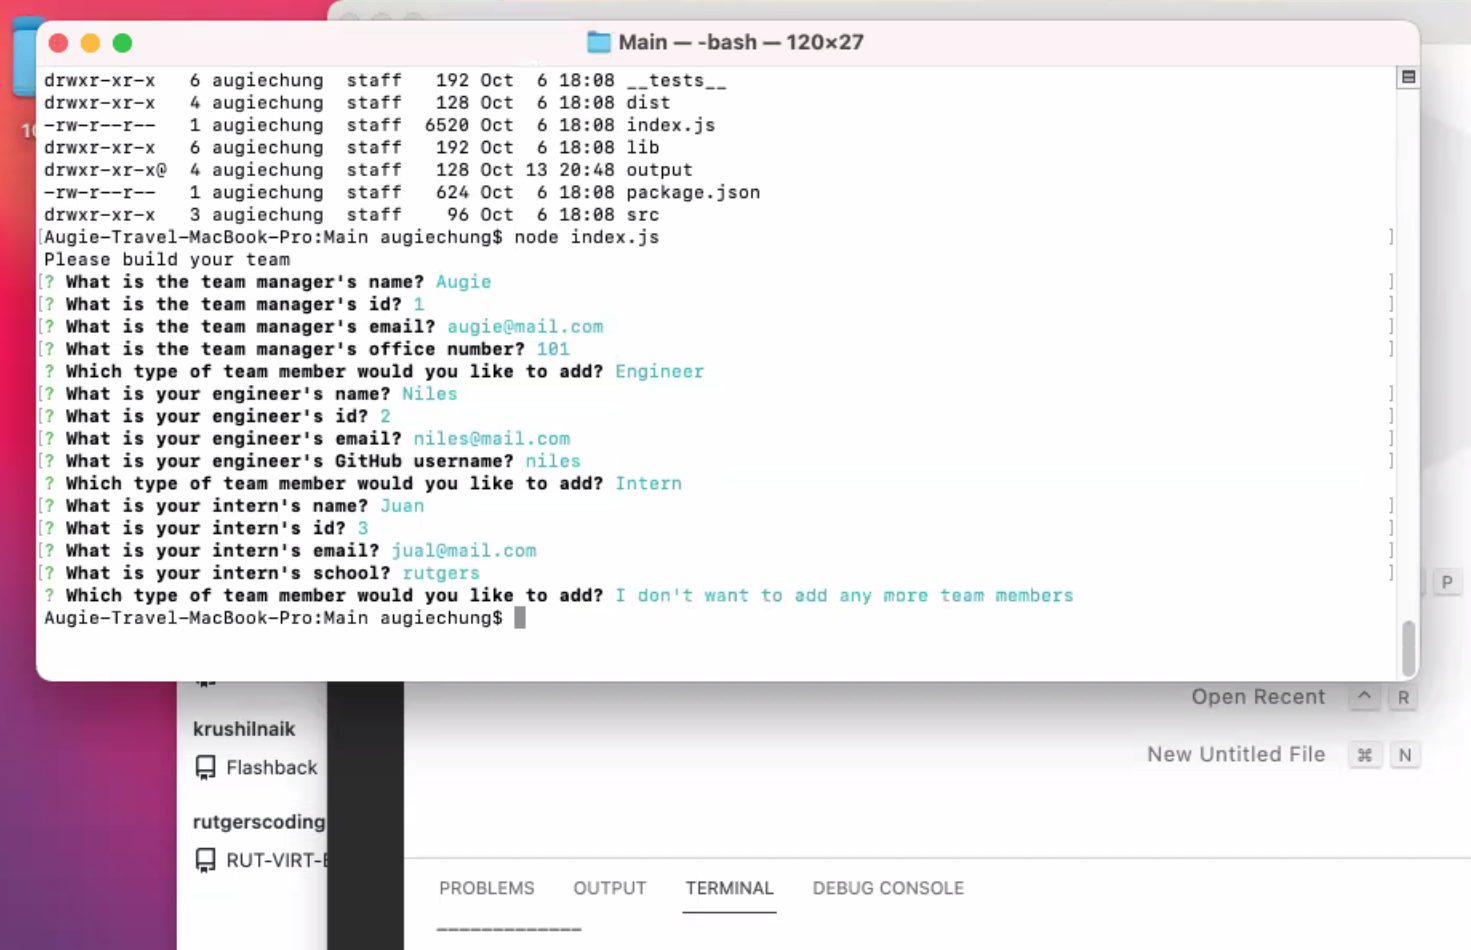 Main — -bash — 120×27
drwxr-xr-x   6 augiechung  staff   192 Oct  6 18:08 __tests__
drwxr-xr-x   4 augiechung  staff   128 Oct  6 18:08 dist
-rw-r--r--   1 augiechung  staff  6520 Oct  6 18:08 index.js
drwxr-xr-x   6 augiechung  staff   192 Oct  6 18:08 lib
drwxr-xr-x@  4 augiechung  staff   128 Oct 13 20:48 output
-rw-r--r--   1 augiechung  staff   624 Oct  6 18:08 package.json
drwxr-xr-x   3 augiechung  staff    96 Oct  6 18:08 src
[Augie-Travel-MacBook-Pro:Main augiechung$ node index.js ]
Please build your team
[? What is the team manager's name? Augie ]
[? What is the team manager's id? 1 ]
[? What is the team manager's email? augie@mail.com ]
[? What is the team manager's office number? 101 ]
? Which type of team member would you like to add? Engineer
[? What is your engineer's name? Niles ]
[? What is your engineer's id? 2 ]
[? What is your engineer's email? niles@mail.com ]
[? What is your engineer's GitHub username? niles ]
? Which type of team member would you like to add? Intern
[? What is your intern's name? Juan ]
[? What is your intern's id? 3 ]
[? What is your intern's email? jual@mail.com ]
[? What is your intern's school? rutgers ]
? Which type of team member would you like to add? I don't want to add any more team members
Augie-Travel-MacBook-Pro:Main augiechung$
P
Open Recent ^ R
New Untitled File ⌘ N
krushilnaik
Flashback
rutgerscoding
RUT-VIRT-
PROBLEMS OUTPUT TERMINAL DEBUG CONSOLE